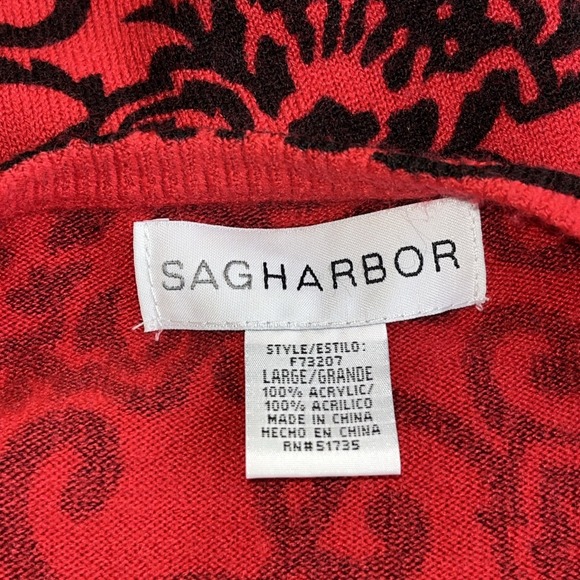 SAGHARBOR
STYLE/ESTILO:
F73207
LARGE/GRANDE
100% ACRYLIC/
100% ACRILICO
MADE IN CHINA
HECHO EN CHINA
RN#51735